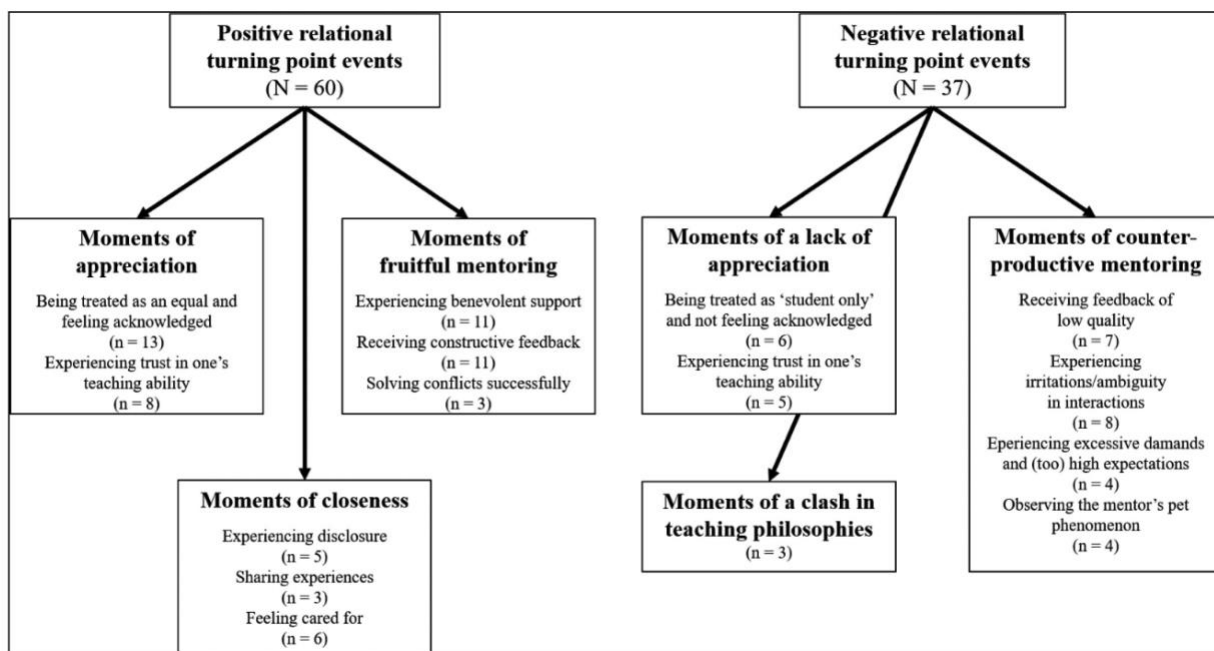 Positive relational
turning point events
(N = 60)
Negative relational
turning point events
(N = 37)
Moments of
appreciation
Being treated as an equal and
feeling acknowledged
(n = 13)
Experiencing trust in one's
teaching ability
(n = 8)
Moments of
fruitful mentoring
Experiencing benevolent support
(n = 11)
Receiving constructive feedback
(n = 11)
Solving conflicts successfully
(n = 3)
Moments of closeness
Experiencing disclosure
(n = 5)
Sharing experiences
(n = 3)
Feeling cared for
(n = 6)
Moments of a lack of
appreciation
Being treated as ‘student only’
and not feeling acknowledged
(n = 6)
Experiencing trust in one's
teaching ability
(n = 5)
Moments of a clash in
teaching philosophies
(n = 3)
Moments of counter-
productive mentoring
Receiving feedback of
low quality
(n = 7)
Experiencing
irritations/ambiguity
in interactions
(n = 8)
Eperiencing excessive damands
and (too) high expectations
(n = 4)
Observing the mentor's pet
phenomenon
(n = 4)